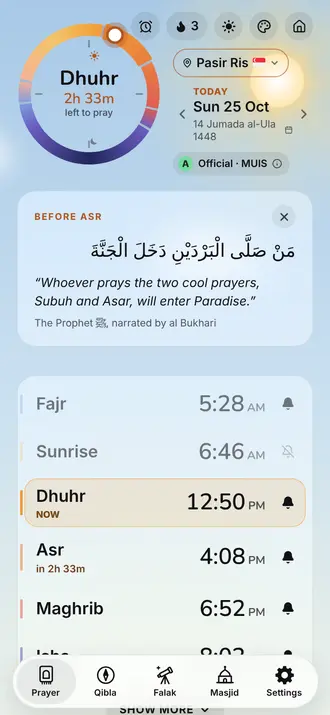 3
Dhuhr
2h 33m
left to pray
Pasir Ris
TODAY
Sun 25 Oct
14 Jumada al-Ula
1448
A Official · MUIS
BEFORE ASR
مَنْ صَلَّى الْبَرْدَيْنِ دَخَلَ الْجَنَّةَ
“Whoever prays the two cool prayers,
Subuh and Asar, will enter Paradise.”
The Prophet ﷺ, narrated by al Bukhari
Fajr 5:28 AM
Sunrise 6:46 AM
Dhuhr 12:50 PM
NOW
Asr 4:08 PM
in 2h 33m
Maghrib 6:52 PM
Prayer Qibla Falak Masjid Settings
SHOW MORE